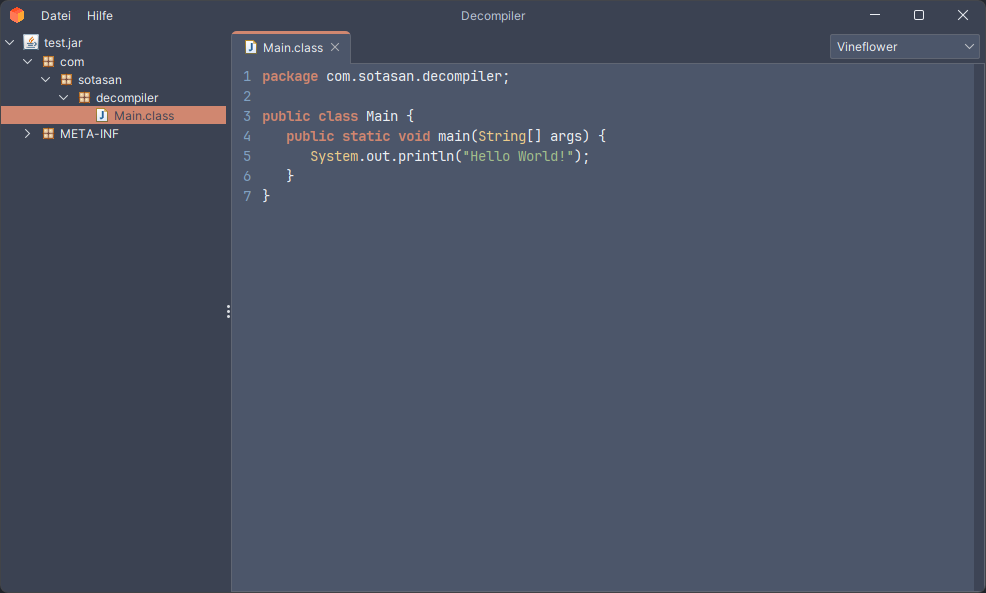 Datei Hilfe Decompiler
test.jar
com
sotasan
decompiler
Main.class
META-INF
Main.class
Vineflower
1 package com.sotasan.decompiler;
2
3 public class Main {
4    public static void main(String[] args) {
5       System.out.println("Hello World!");
6    }
7 }